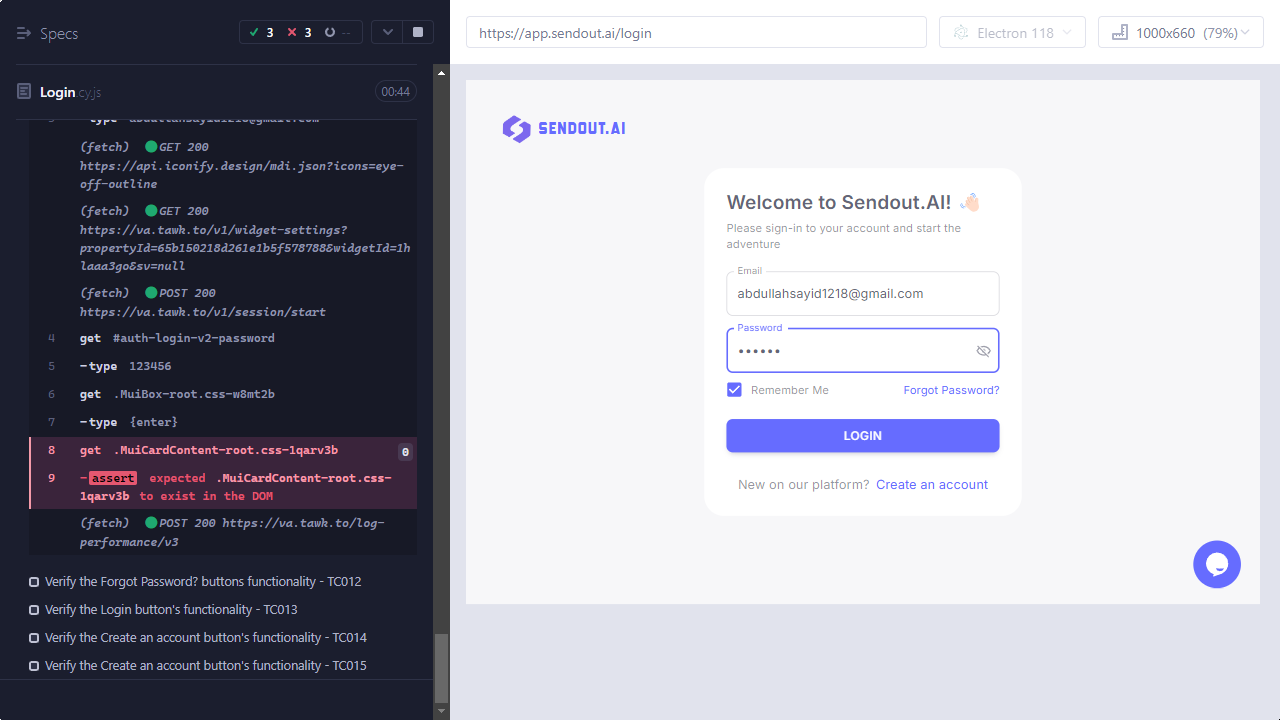 Specs
3 3 --
Login.cy.js 00:44
3 -type abdullahsayid1218@gmail.com
(fetch) GET 200
https://api.iconify.design/mdi.json?icons=eye-
off-outline
(fetch) GET 200
https://va.tawk.to/v1/widget-settings?
propertyId=65b150218d261e1b5f578788&widgetId=1h
laaa3go&sv=null
(fetch) POST 200
https://va.tawk.to/v1/session/start
4 get #auth-login-v2-password
5 -type 123456
6 get .MuiBox-root.css-w8mt2b
7 -type {enter}
8 get .MuiCardContent-root.css-1qarv3b 0
9 -assert expected .MuiCardContent-root.css-
1qarv3b to exist in the DOM
(fetch) POST 200 https://va.tawk.to/log-
performance/v3
Verify the Forgot Password? buttons functionality - TC012
Verify the Login button's functionality - TC013
Verify the Create an account button's functionality - TC014
Verify the Create an account button's functionality - TC015
https://app.sendout.ai/login
Electron 118
1000x660 (79%)
SENDOUT.AI
Welcome to Sendout.AI! 👋🏻
Please sign-in to your account and start the
adventure
Email
abdullahsayid1218@gmail.com
Password
••••••
Remember Me Forgot Password?
LOGIN
New on our platform? Create an account